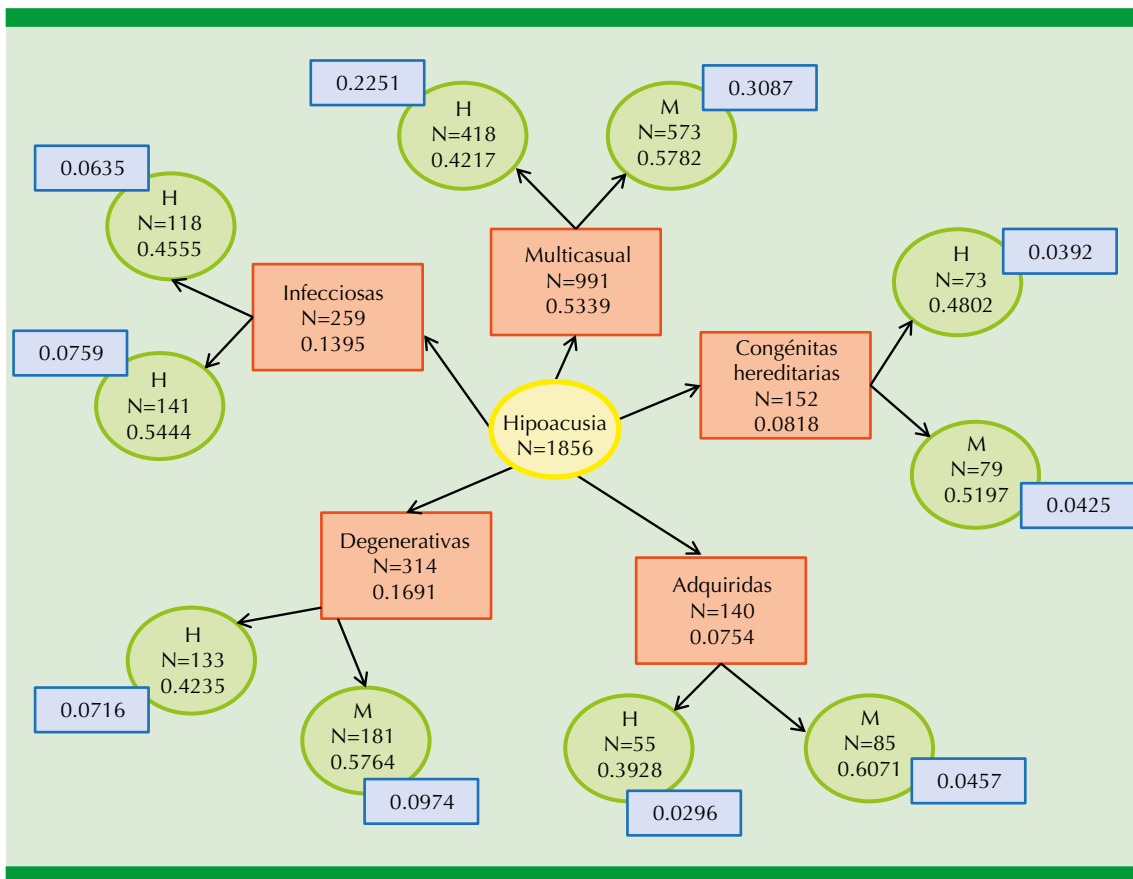 0.2251
H
N=418
0.4217
0.3087
M
N=573
0.5782
0.0635
H
N=118
0.4555
0.0759
H
N=141
0.5444
Infecciosas
N=259
0.1395
Multicasual
N=991
0.5339
0.0392
H
N=73
0.4802
Congénitas
hereditarias
N=152
0.0818
M
N=79
0.5197
0.0425
Hipoacusia
N=1856
Degenerativas
N=314
0.1691
H
N=133
0.4235
0.0716
M
N=181
0.5764
0.0974
Adquiridas
N=140
0.0754
H
N=55
0.3928
0.0296
M
N=85
0.6071
0.0457